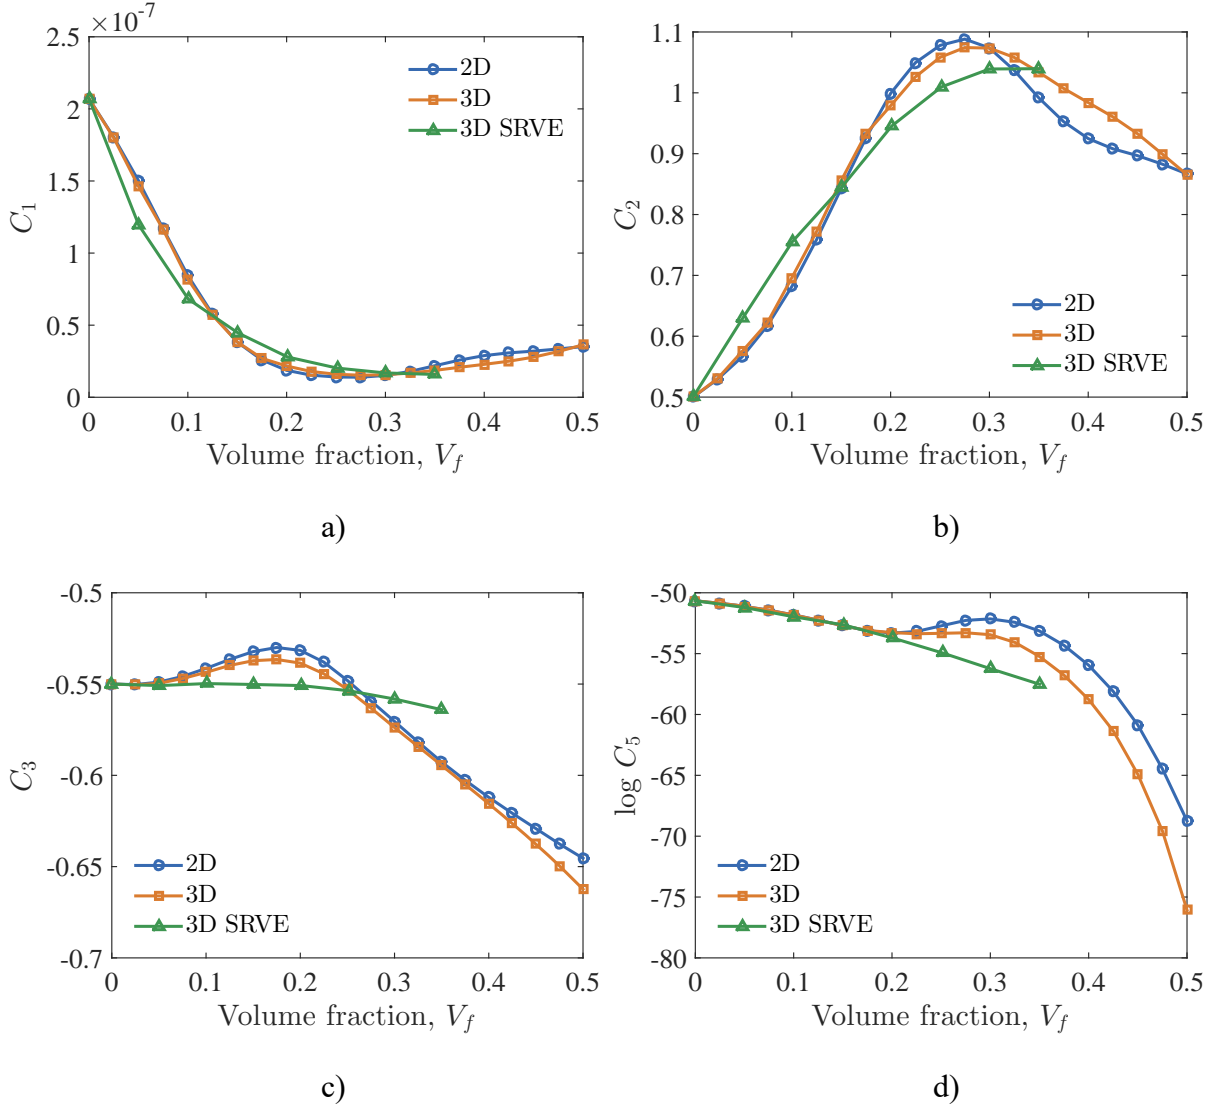 ×10⁻⁷
2.5
2
1.5
1
0.5
0
C₁
2D
3D
3D SRVE
0 0.1 0.2 0.3 0.4 0.5
Volume fraction, V_f
a)
1.1
1
0.9
0.8
0.7
0.6
0.5
C₂
2D
3D
3D SRVE
0 0.1 0.2 0.3 0.4 0.5
Volume fraction, V_f
b)
-0.5
-0.55
-0.6
-0.65
-0.7
C₃
2D
3D
3D SRVE
0 0.1 0.2 0.3 0.4 0.5
Volume fraction, V_f
c)
-50
-55
-60
-65
-70
-75
-80
log C₅
2D
3D
3D SRVE
0 0.1 0.2 0.3 0.4 0.5
Volume fraction, V_f
d)